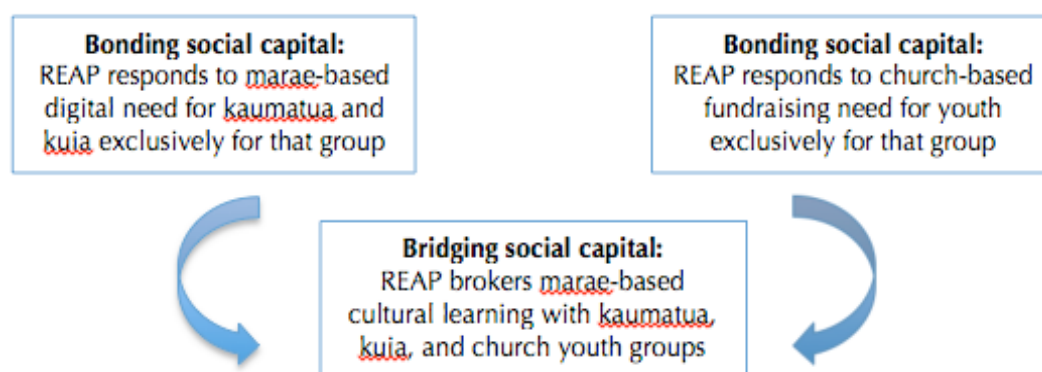 Bonding social capital:
REAP responds to marae-based
digital need for kaumatua and
kuia exclusively for that group
Bonding social capital:
REAP responds to church-based
fundraising need for youth
exclusively for that group
Bridging social capital:
REAP brokers marae-based
cultural learning with kaumatua,
kuia, and church youth groups